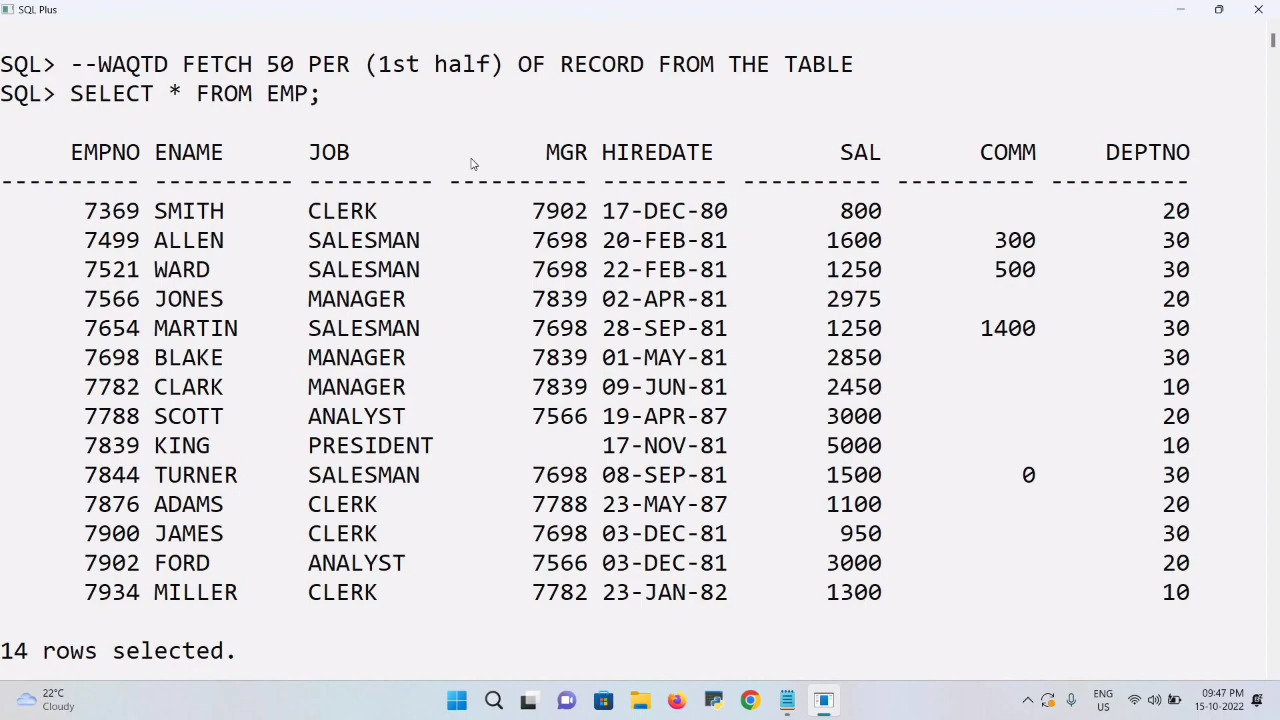 SQL Plus
SQL> --WAQTD FETCH 50 PER (1st half) OF RECORD FROM THE TABLE
SQL> SELECT * FROM EMP;
EMPNO ENAME JOB MGR HIREDATE SAL COMM DEPTNO
---------- ---------- --------- ---------- --------- ---------- ---------- ----------
7369 SMITH CLERK 7902 17-DEC-80 800 20
7499 ALLEN SALESMAN 7698 20-FEB-81 1600 300 30
7521 WARD SALESMAN 7698 22-FEB-81 1250 500 30
7566 JONES MANAGER 7839 02-APR-81 2975 20
7654 MARTIN SALESMAN 7698 28-SEP-81 1250 1400 30
7698 BLAKE MANAGER 7839 01-MAY-81 2850 30
7782 CLARK MANAGER 7839 09-JUN-81 2450 10
7788 SCOTT ANALYST 7566 19-APR-87 3000 20
7839 KING PRESIDENT 17-NOV-81 5000 10
7844 TURNER SALESMAN 7698 08-SEP-81 1500 0 30
7876 ADAMS CLERK 7788 23-MAY-87 1100 20
7900 JAMES CLERK 7698 03-DEC-81 950 30
7902 FORD ANALYST 7566 03-DEC-81 3000 20
7934 MILLER CLERK 7782 23-JAN-82 1300 10
14 rows selected.
22°C
Cloudy
ENG
US
09:47 PM
15-10-2022